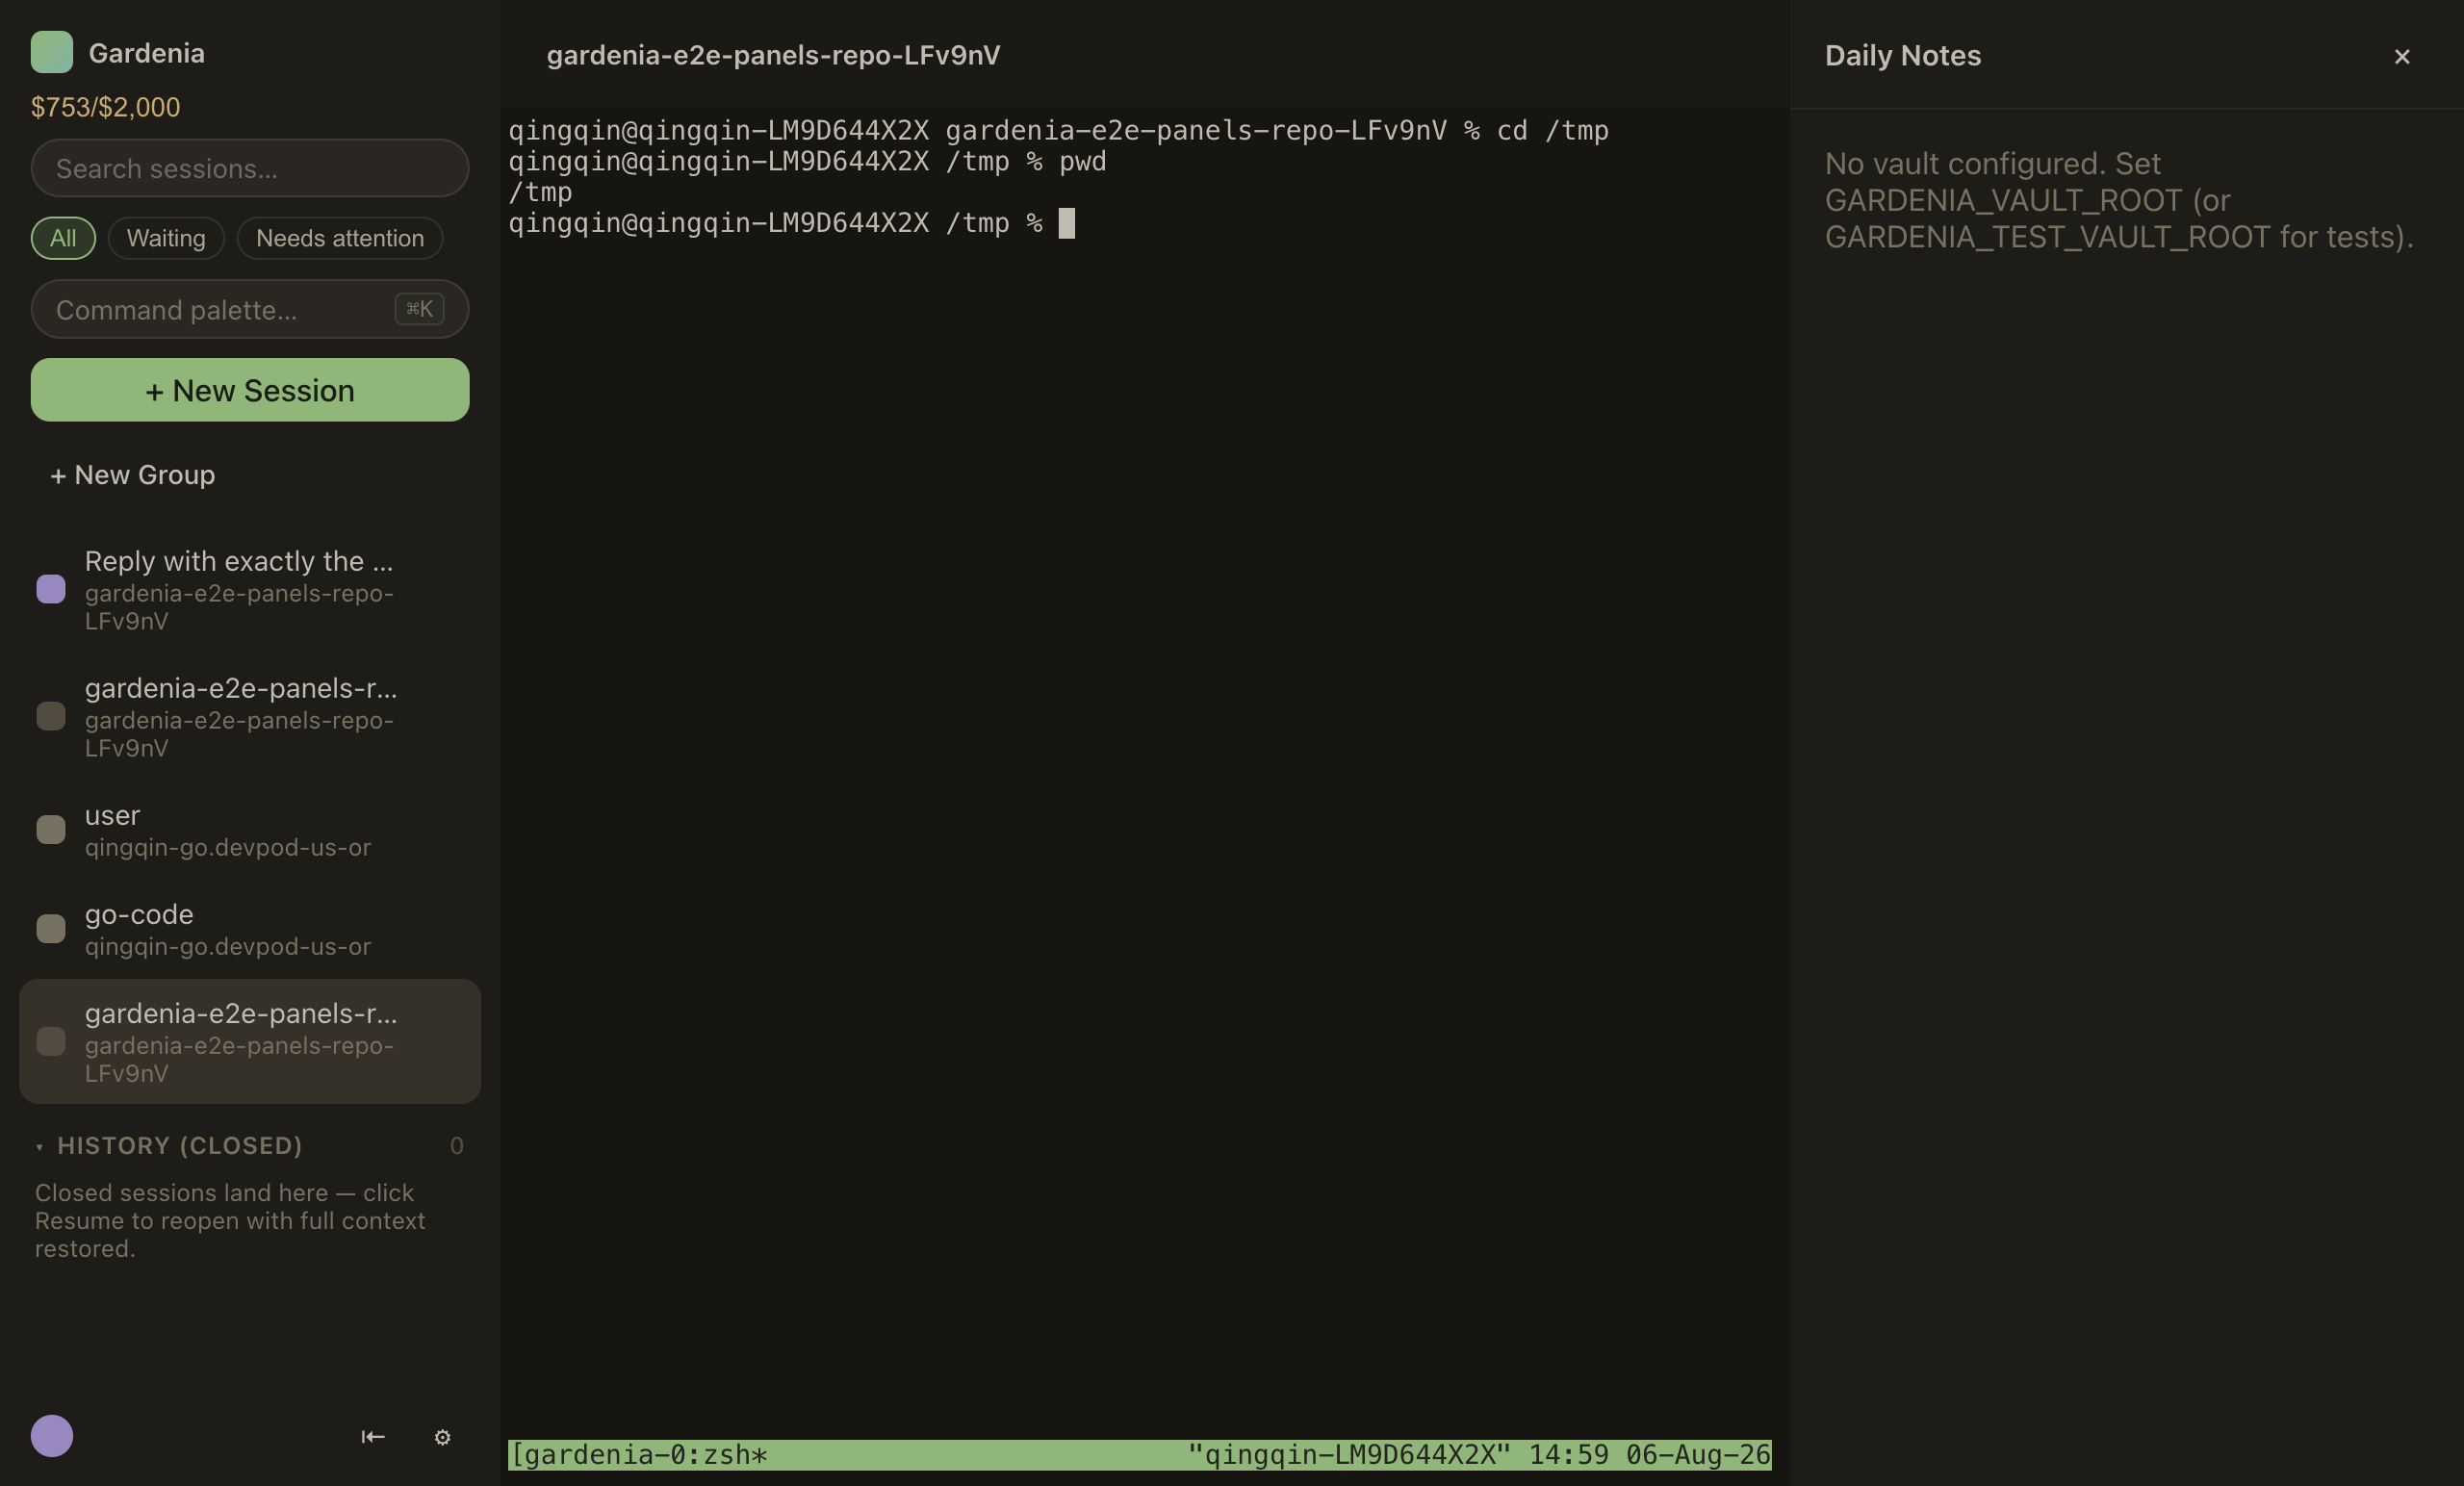 Gardenia
$753/$2,000
Search sessions...
All
Waiting
Needs attention
Command palette...
⌘K
+ New Session
+ New Group
Reply with exactly the ...
gardenia-e2e-panels-repo-
LFv9nV
gardenia-e2e-panels-r...
gardenia-e2e-panels-repo-
LFv9nV
user
qingqin-go.devpod-us-or
go-code
qingqin-go.devpod-us-or
gardenia-e2e-panels-r...
gardenia-e2e-panels-repo-
LFv9nV
HISTORY (CLOSED) 0
Closed sessions land here — click
Resume to reopen with full context
restored.
gardenia-e2e-panels-repo-LFv9nV
qingqin@qingqin-LM9D644X2X gardenia-e2e-panels-repo-LFv9nV % cd /tmp
qingqin@qingqin-LM9D644X2X /tmp % pwd
/tmp
qingqin@qingqin-LM9D644X2X /tmp %
[gardenia-0:zsh* "qingqin-LM9D644X2X" 14:59 06-Aug-26
Daily Notes
×
No vault configured. Set
GARDENIA_VAULT_ROOT (or
GARDENIA_TEST_VAULT_ROOT for tests).